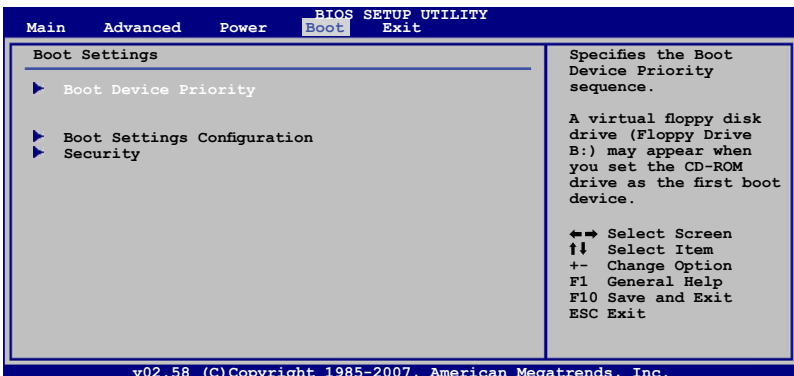 BIOS SETUP UTILITY
Main Advanced Power Boot Exit
Boot Settings
Boot Device Priority
Boot Settings Configuration
Security
Specifies the Boot
Device Priority
sequence.
A virtual floppy disk
drive (Floppy Drive
B:) may appear when
you set the CD-ROM
drive as the first boot
device.
←→ Select Screen
↑↓ Select Item
+- Change Option
F1 General Help
F10 Save and Exit
ESC Exit
v02.58 (C)Copyright 1985-2007, American Megatrends, Inc.